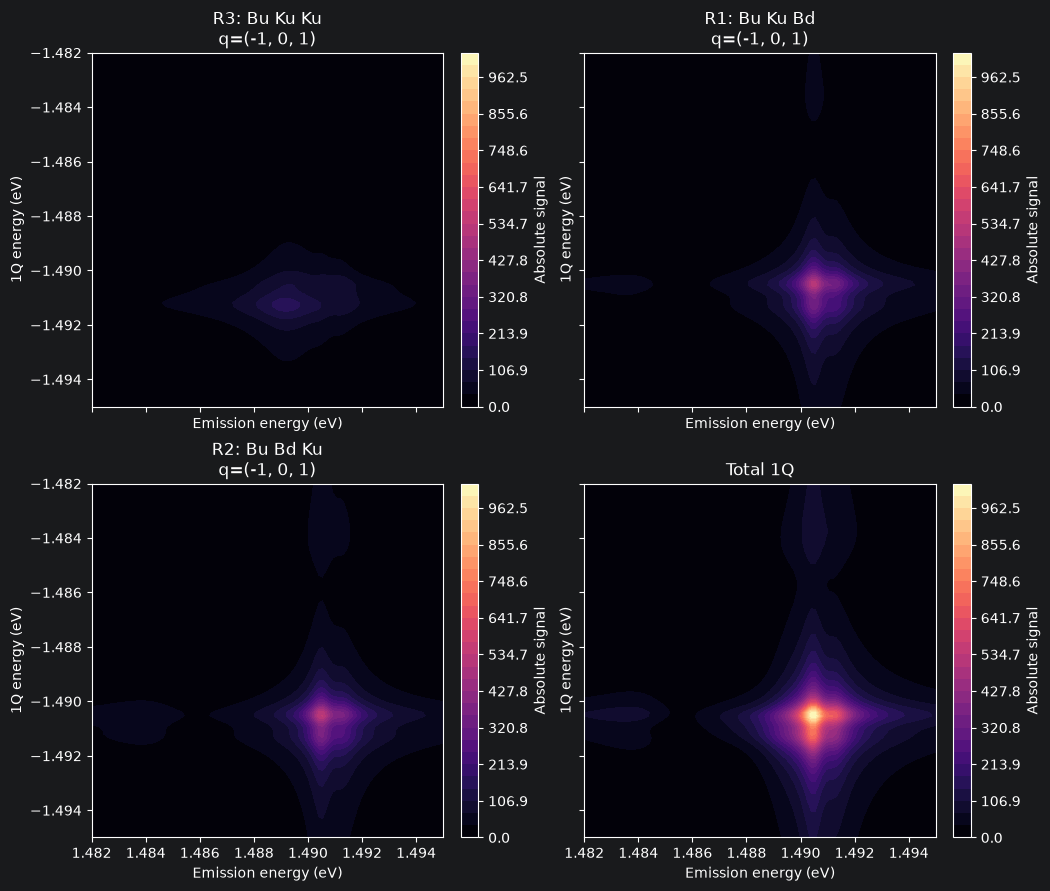 R3: Bu Ku Ku
q=(-1, 0, 1)
−1.482
−1.484
−1.486
−1.488
−1.490
−1.492
−1.494
1Q energy (eV)
Emission energy (eV)
962.5
855.6
748.6
641.7
534.7
427.8
320.8
213.9
106.9
0.0
Absolute signal
R1: Bu Ku Bd
q=(-1, 0, 1)
1Q energy (eV)
Emission energy (eV)
962.5
855.6
748.6
641.7
534.7
427.8
320.8
213.9
106.9
0.0
Absolute signal
R2: Bu Bd Ku
q=(-1, 0, 1)
−1.482
−1.484
−1.486
−1.488
−1.490
−1.492
−1.494
1Q energy (eV)
1.482 1.484 1.486 1.488 1.490 1.492 1.494
Emission energy (eV)
962.5
855.6
748.6
641.7
534.7
427.8
320.8
213.9
106.9
0.0
Absolute signal
Total 1Q
1Q energy (eV)
1.482 1.484 1.486 1.488 1.490 1.492 1.494
Emission energy (eV)
962.5
855.6
748.6
641.7
534.7
427.8
320.8
213.9
106.9
0.0
Absolute signal